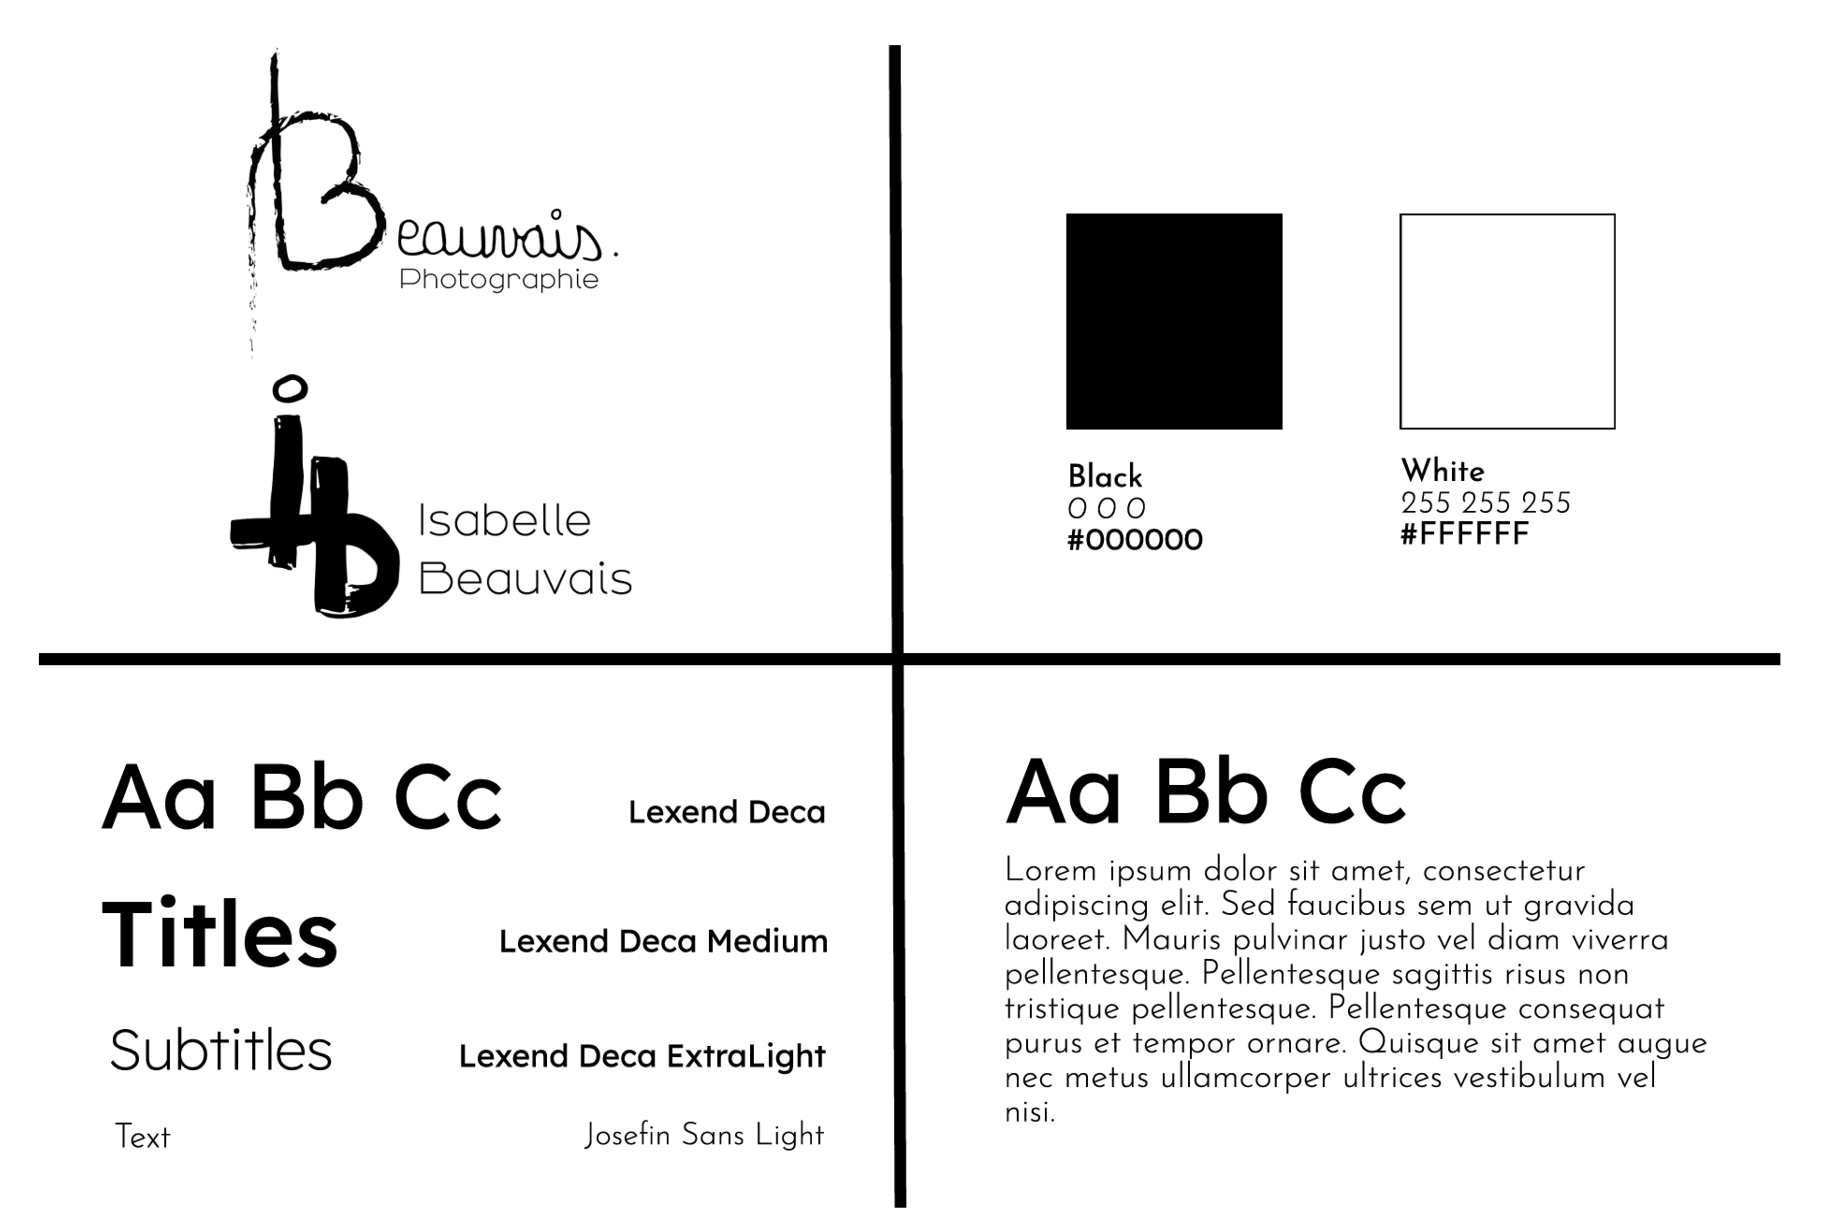 Beauvais.
Photographie
ib
Isabelle
Beauvais
Black
0 0 0
#000000
White
255 255 255
#FFFFFF
Aa Bb Cc
Lexend Deca
Titles
Lexend Deca Medium
Subtitles
Lexend Deca ExtraLight
Text
Josefin Sans Light
Aa Bb Cc
Lorem ipsum dolor sit amet, consectetur
adipiscing elit. Sed faucibus sem ut gravida
laoreet. Mauris pulvinar justo vel diam viverra
pellentesque. Pellentesque sagittis risus non
tristique pellentesque. Pellentesque consequat
purus et tempor ornare. Quisque sit amet augue
nec metus ullamcorper ultrices vestibulum vel
nisi.